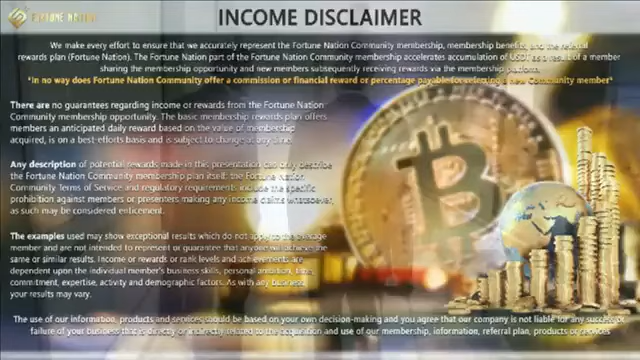 FORTUNE NATION
INCOME DISCLAIMER
We make every effort to ensure that we accurately represent the Fortune Nation Community membership, membership benefits, and the referral
rewards plan (Fortune Nation). The Fortune Nation part of the Fortune Nation Community membership accelerates accumulation of USDT as a result of a member
sharing the membership opportunity and new members subsequently receiving rewards via the membership platform.
"In no way does Fortune Nation Community offer a commission or financial reward or percentage payable for referring a new Community member"
There are no guarantees regarding income or rewards from the Fortune Nation
Community membership opportunity. The basic membership rewards plan offers
members an anticipated daily reward based on the value of membership
acquired, is on a best-efforts basis and is subject to change at any time.
Any description of potential rewards made in this presentation can only describe
the Fortune Nation Community membership plan itself; the Fortune Nation
Community Terms of Service and regulatory requirements include the specific
prohibition against members or presenters making any income claims whatsoever,
as such may be considered enticement.
The examples used may show exceptional results which do not apply to the average
member and are not intended to represent or guarantee that anyone will achieve the
same or similar results. Income or rewards or rank levels and achievements are
dependent upon the individual member's business skills, personal ambition, time,
commitment, expertise, activity and demographic factors. As with any business,
your results may vary.
The use of our information, products and services should be based on your own decision-making and you agree that our company is not liable for any success or
failure of your business that is directly or indirectly related to the acquisition and use of our membership, information, referral plan, products or services